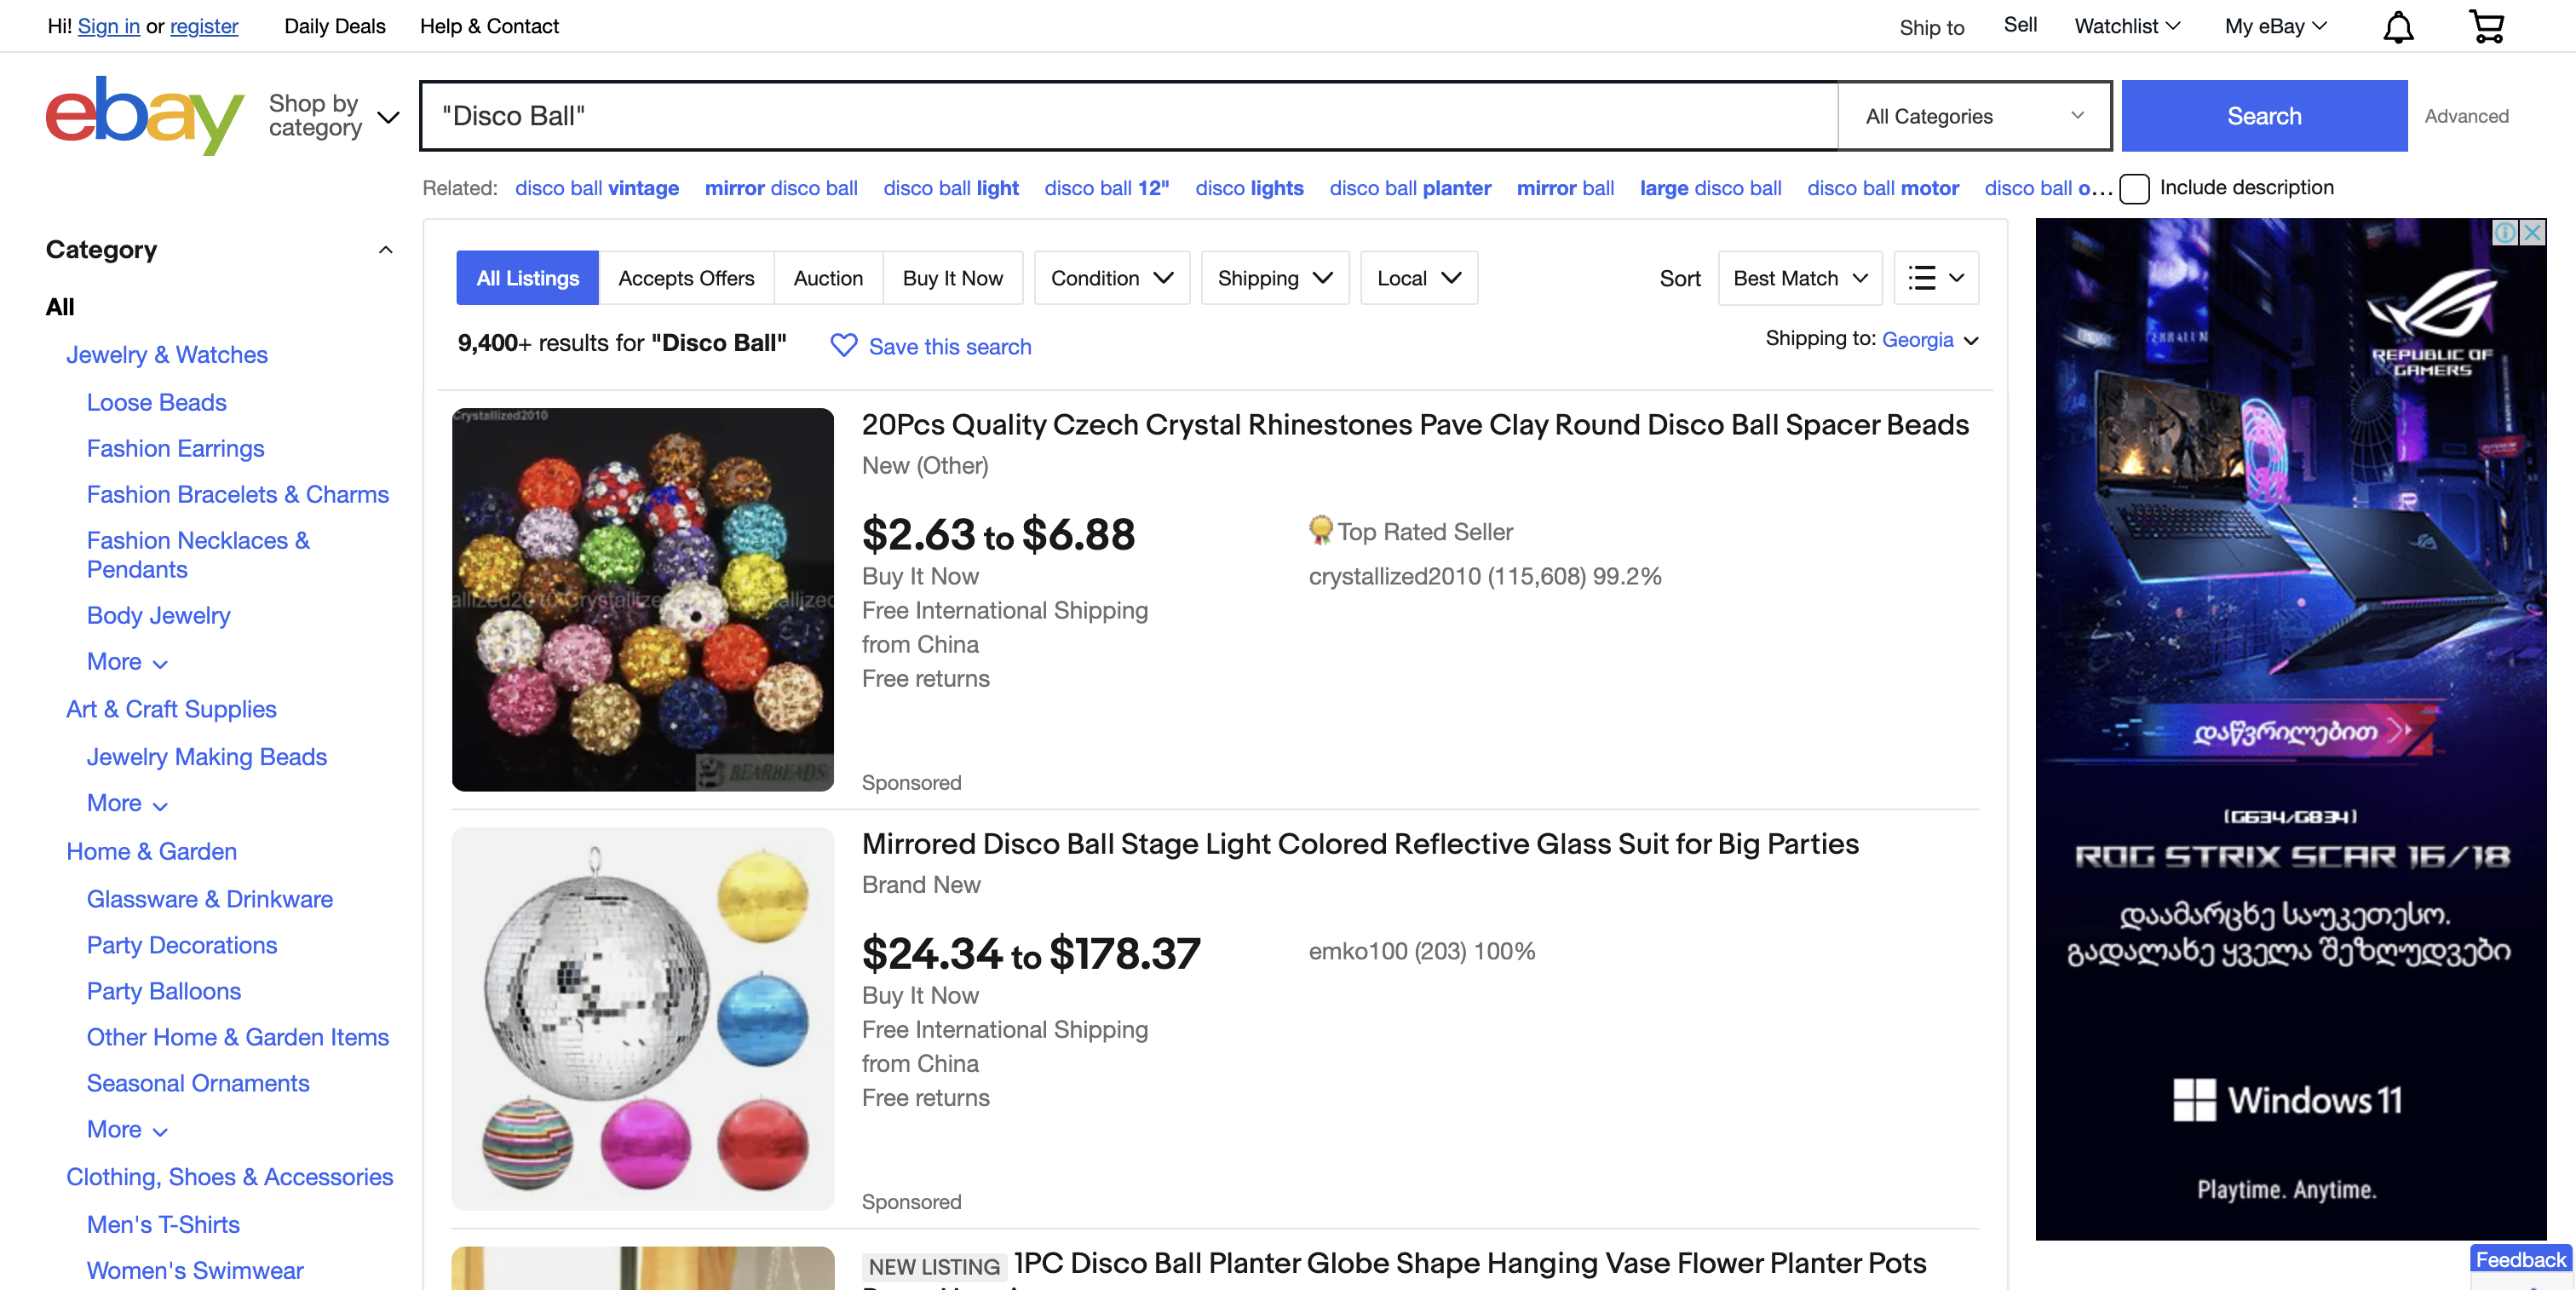 Hi! Sign in or register Daily Deals Help & Contact Ship to Sell Watchlist My eBay
ebay Shop by category "Disco Ball" All Categories Search Advanced
Related: disco ball vintage mirror disco ball disco ball light disco ball 12" disco lights disco ball planter mirror ball large disco ball disco ball motor disco ball o... Include description
Category
All
Jewelry & Watches
Loose Beads
Fashion Earrings
Fashion Bracelets & Charms
Fashion Necklaces &
Pendants
Body Jewelry
More
Art & Craft Supplies
Jewelry Making Beads
More
Home & Garden
Glassware & Drinkware
Party Decorations
Party Balloons
Other Home & Garden Items
Seasonal Ornaments
More
Clothing, Shoes & Accessories
Men's T-Shirts
Women's Swimwear
All Listings Accepts Offers Auction Buy It Now Condition Shipping Local Sort Best Match
9,400+ results for "Disco Ball" Save this search Shipping to: Georgia
Crystallized2010
BEARBEADS
20Pcs Quality Czech Crystal Rhinestones Pave Clay Round Disco Ball Spacer Beads
New (Other)
$2.63 to $6.88 Top Rated Seller
Buy It Now crystallized2010 (115,608) 99.2%
Free International Shipping
from China
Free returns
Sponsored
Mirrored Disco Ball Stage Light Colored Reflective Glass Suit for Big Parties
Brand New
$24.34 to $178.37 emko100 (203) 100%
Buy It Now
Free International Shipping
from China
Free returns
Sponsored
NEW LISTING 1PC Disco Ball Planter Globe Shape Hanging Vase Flower Planter Pots
REPUBLIC OF
GAMERS
დაწვრილებით
(G634/G834)
ROG STRIX SCAR 16/18
დაამარცხე საუკეთესო.
გადალახე ყველა შეზღუდვები
Windows 11
Playtime. Anytime.
Feedback